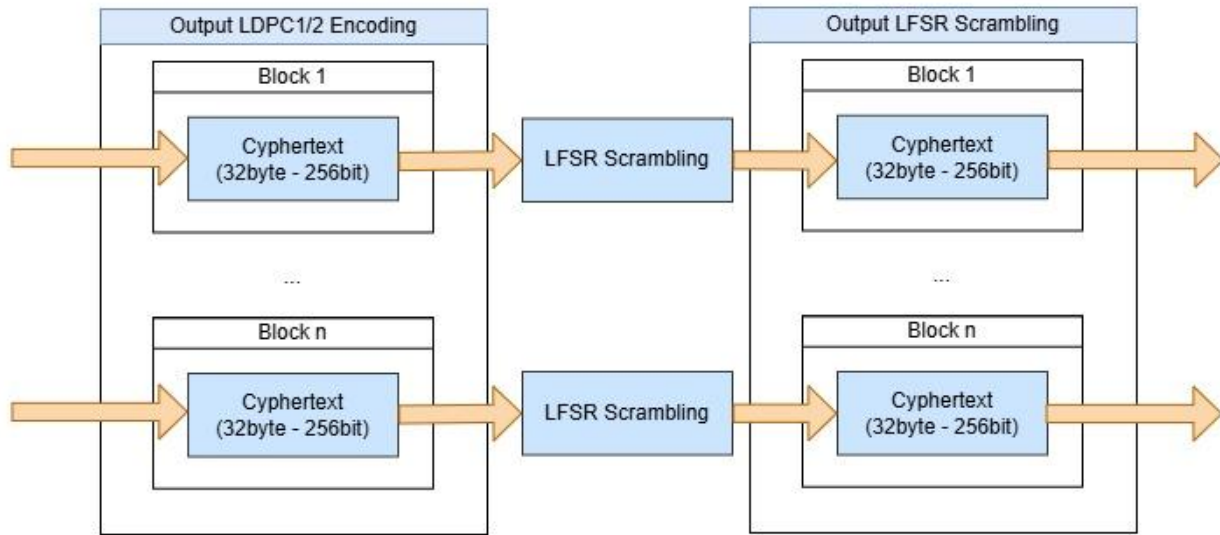 Output LDPC1/2 Encoding
Block 1
Cyphertext
(32byte - 256bit)
LFSR Scrambling
Output LFSR Scrambling
Block 1
Cyphertext
(32byte - 256bit)
...
...
Block n
Cyphertext
(32byte - 256bit)
LFSR Scrambling
Block n
Cyphertext
(32byte - 256bit)